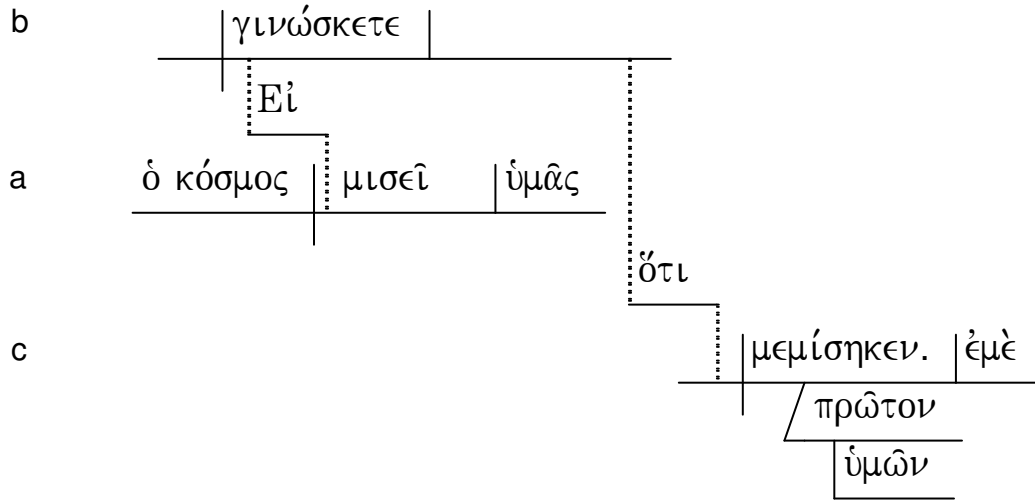 b γινώσκετε
Εἰ
a ὁ κόσμος μισεῖ ὑμᾶς
ὅτι
c μεμίσηκεν. ἐμὲ
πρῶτον
ὑμῶν